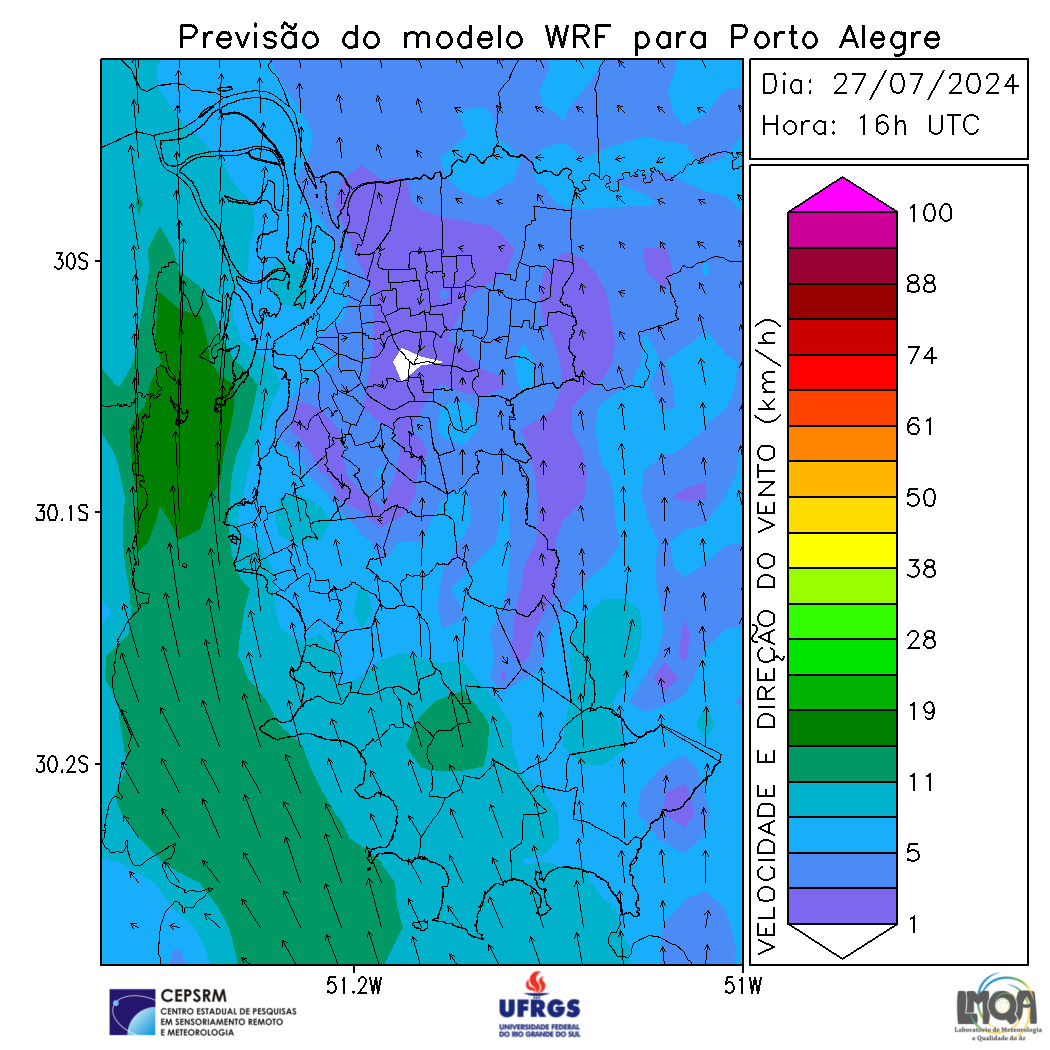 Previsão do modelo WRF para Porto Alegre
Dia: 27/07/2024
Hora: 16h UTC
30S
30.1S
30.2S
51.2W
51W
VELOCIDADE E DIREÇÃO DO VENTO (km/h)
100
88
74
61
50
38
28
19
11
5
1
CEPSRM
CENTRO ESTADUAL DE PESQUISAS
EM SENSORIAMENTO REMOTO
E METEOROLOGIA
UFRGS
UNIVERSIDADE FEDERAL
DO RIO GRANDE DO SUL
LMQA
Laboratório de Meteorologia
e Qualidade do Ar